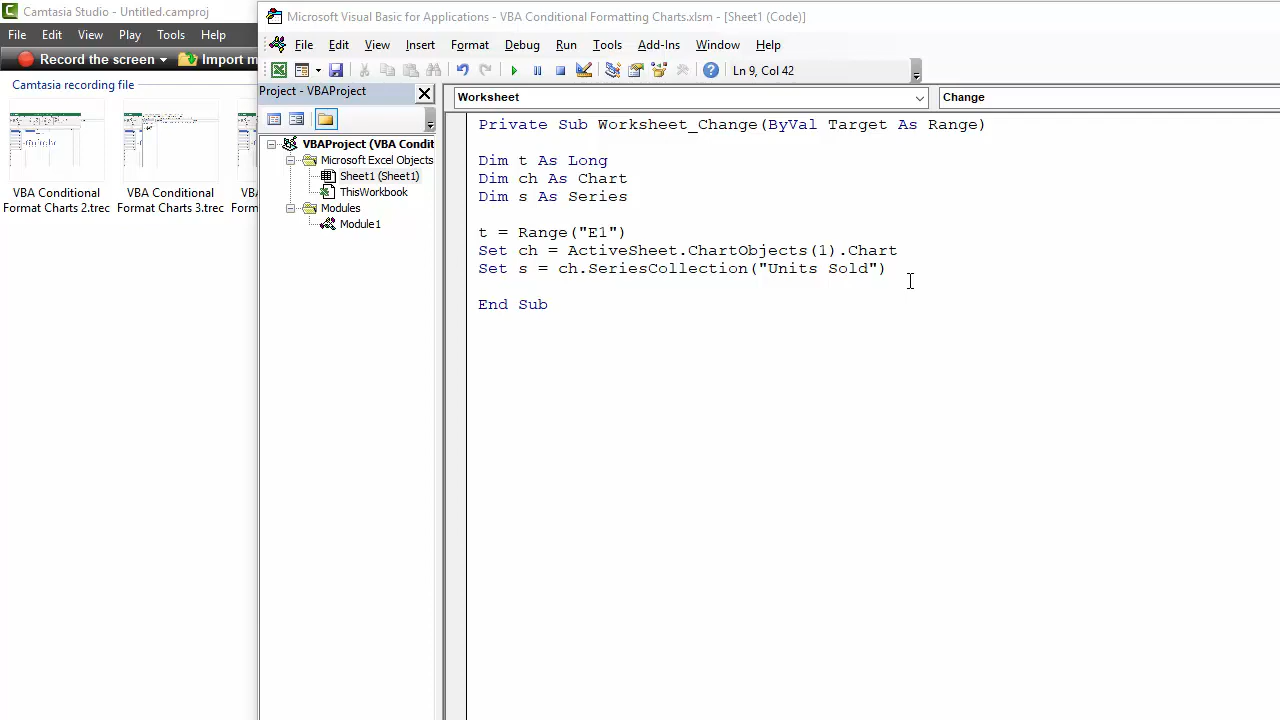 Camtasia Studio - Untitled.camproj
File Edit View Play Tools Help
Record the screen
Import m
Camtasia recording file
VBA Conditional Format Charts 2.trec
VBA Conditional Format Charts 3.trec
VBA
Form
Microsoft Visual Basic for Applications - VBA Conditional Formatting Charts.xlsm - [Sheet1 (Code)]
File Edit View Insert Format Debug Run Tools Add-Ins Window Help
Ln 9, Col 42
Project - VBAProject
VBAProject (VBA Condit
Microsoft Excel Objects
Sheet1 (Sheet1)
ThisWorkbook
Modules
Module1
Worksheet
Change
Private Sub Worksheet_Change(ByVal Target As Range)
Dim t As Long
Dim ch As Chart
Dim s As Series
t = Range("E1")
Set ch = ActiveSheet.ChartObjects(1).Chart
Set s = ch.SeriesCollection("Units Sold")
End Sub